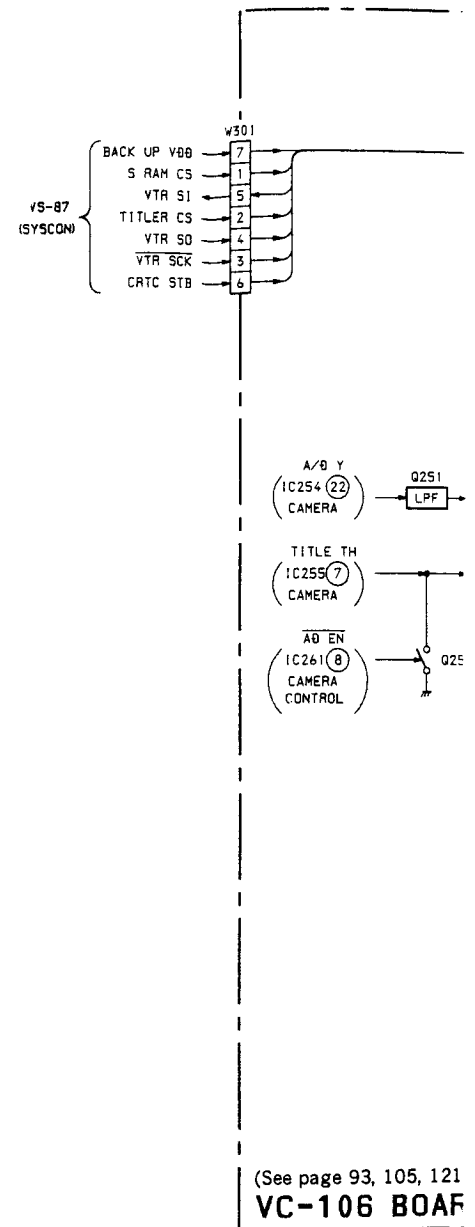 W301
BACK UP VDD 7
S RAM CS 1
VTR SI 5
VS-87
(SYSCON)
TITLER CS 2
VTR SO 4
VTR SCK 3
CRTC STB 6
A/D Y
IC254 22
CAMERA
Q251
LPF
TITLE TH
IC255 7
CAMERA
AD EN
IC261 8
CAMERA
CONTROL
(See page 93, 105, 121
VC-106